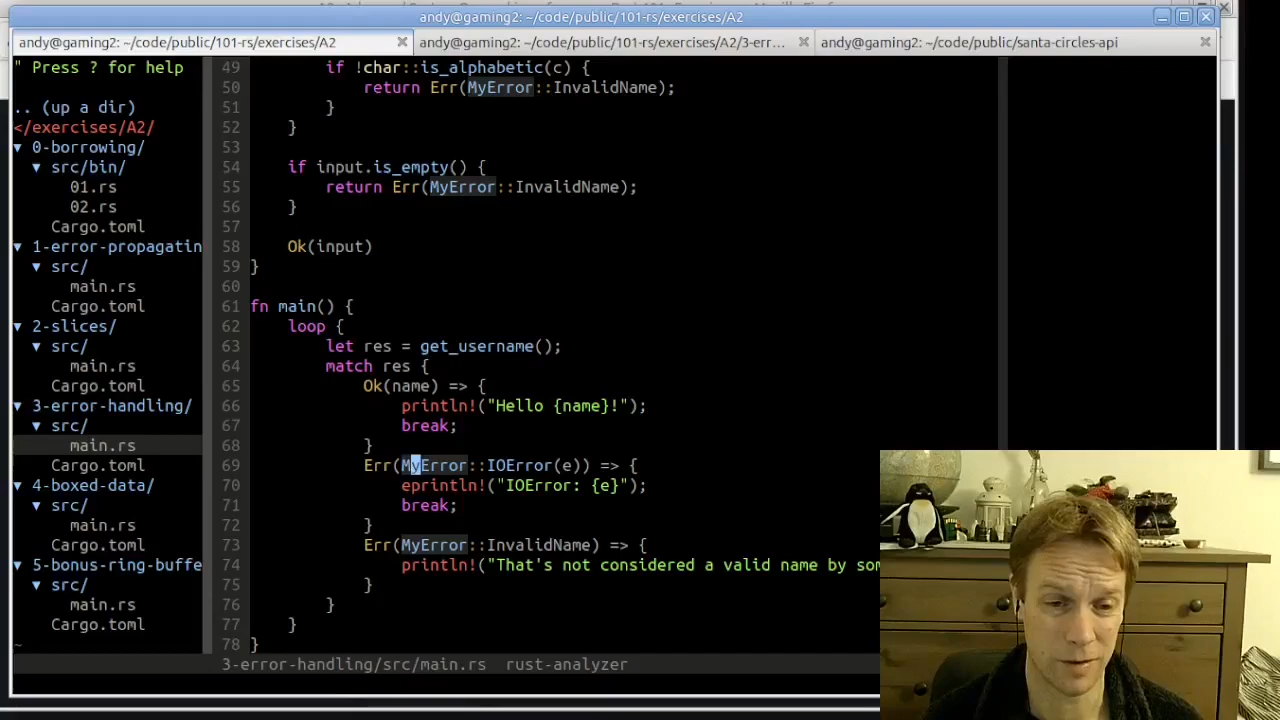 andy@gaming2: ~/code/public/101-rs/exercises/A2
andy@gaming2: ~/code/public/101-rs/exercises/A2
andy@gaming2: ~/code/public/101-rs/exercises/A2/3-err...
andy@gaming2: ~/code/public/santa-circles-api
" Press ? for help
.. (up a dir)
</exercises/A2/
▼ 0-borrowing/
▼ src/bin/
01.rs
02.rs
Cargo.toml
▼ 1-error-propagatin
▼ src/
main.rs
Cargo.toml
▼ 2-slices/
▼ src/
main.rs
Cargo.toml
▼ 3-error-handling/
▼ src/
main.rs
Cargo.toml
▼ 4-boxed-data/
▼ src/
main.rs
Cargo.toml
▼ 5-bonus-ring-buffe
▼ src/
main.rs
Cargo.toml
~
49 if !char::is_alphabetic(c) {
50 return Err(MyError::InvalidName);
51 }
52 }
53
54 if input.is_empty() {
55 return Err(MyError::InvalidName);
56 }
57
58 Ok(input)
59 }
60
61 fn main() {
62 loop {
63 let res = get_username();
64 match res {
65 Ok(name) => {
66 println!("Hello {name}!");
67 break;
68 }
69 Err(MyError::IOError(e)) => {
70 eprintln!("IOError: {e}");
71 break;
72 }
73 Err(MyError::InvalidName) => {
74 println!("That's not considered a valid name by som
75 }
76 }
77 }
78 }
3-error-handling/src/main.rs rust-analyzer